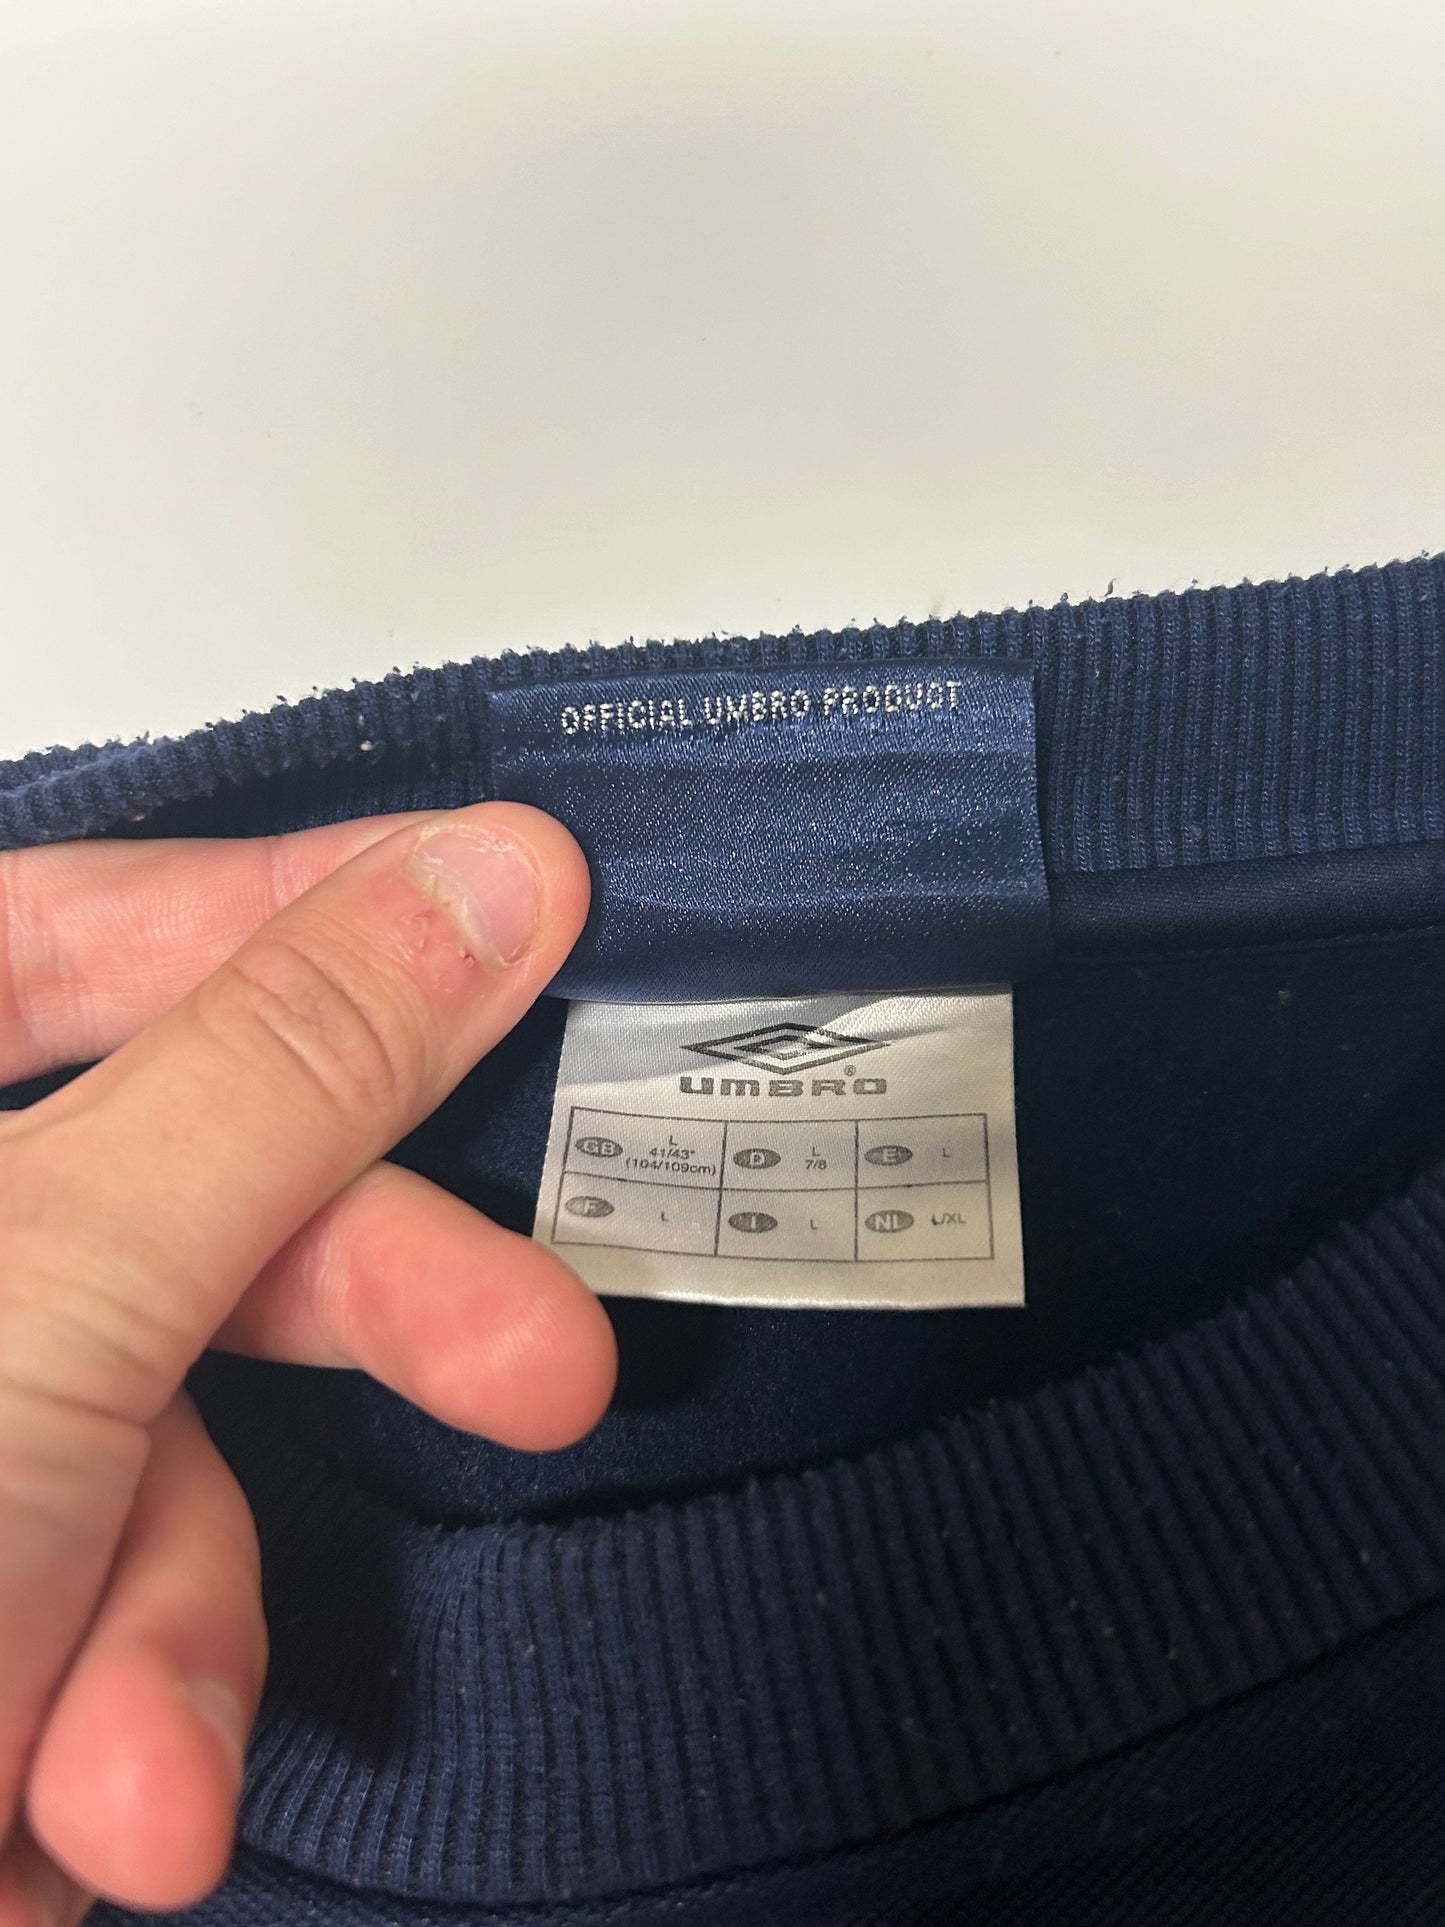 OFFICIAL UMBRO PRODUCT
UMBRO®
GB L 41/43" (104/109cm)
D L 7/8
E L
F L
I L
NL L/XL